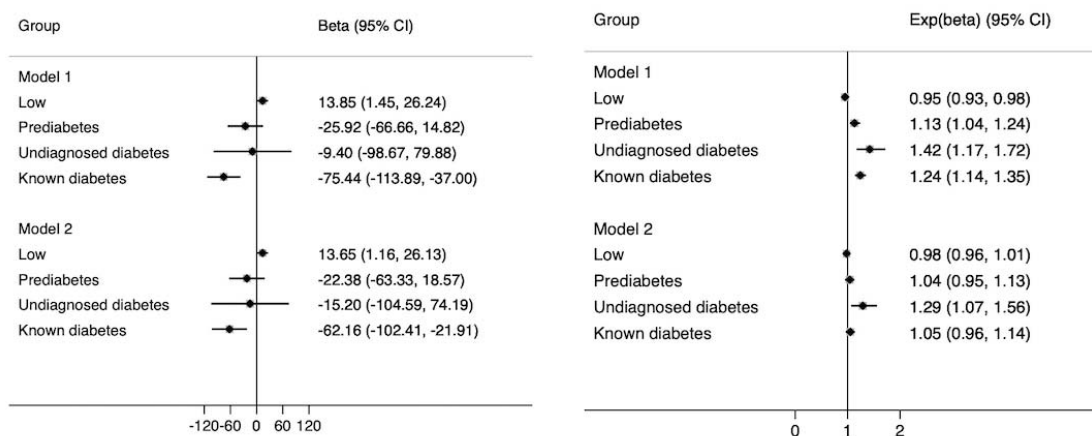 Group Beta (95% CI)
Model 1
Low 13.85 (1.45, 26.24)
Prediabetes -25.92 (-66.66, 14.82)
Undiagnosed diabetes -9.40 (-98.67, 79.88)
Known diabetes -75.44 (-113.89, -37.00)
Model 2
Low 13.65 (1.16, 26.13)
Prediabetes -22.38 (-63.33, 18.57)
Undiagnosed diabetes -15.20 (-104.59, 74.19)
Known diabetes -62.16 (-102.41, -21.91)
-120 -60 0 60 120
Group Exp(beta) (95% CI)
Model 1
Low 0.95 (0.93, 0.98)
Prediabetes 1.13 (1.04, 1.24)
Undiagnosed diabetes 1.42 (1.17, 1.72)
Known diabetes 1.24 (1.14, 1.35)
Model 2
Low 0.98 (0.96, 1.01)
Prediabetes 1.04 (0.95, 1.13)
Undiagnosed diabetes 1.29 (1.07, 1.56)
Known diabetes 1.05 (0.96, 1.14)
0 1 2